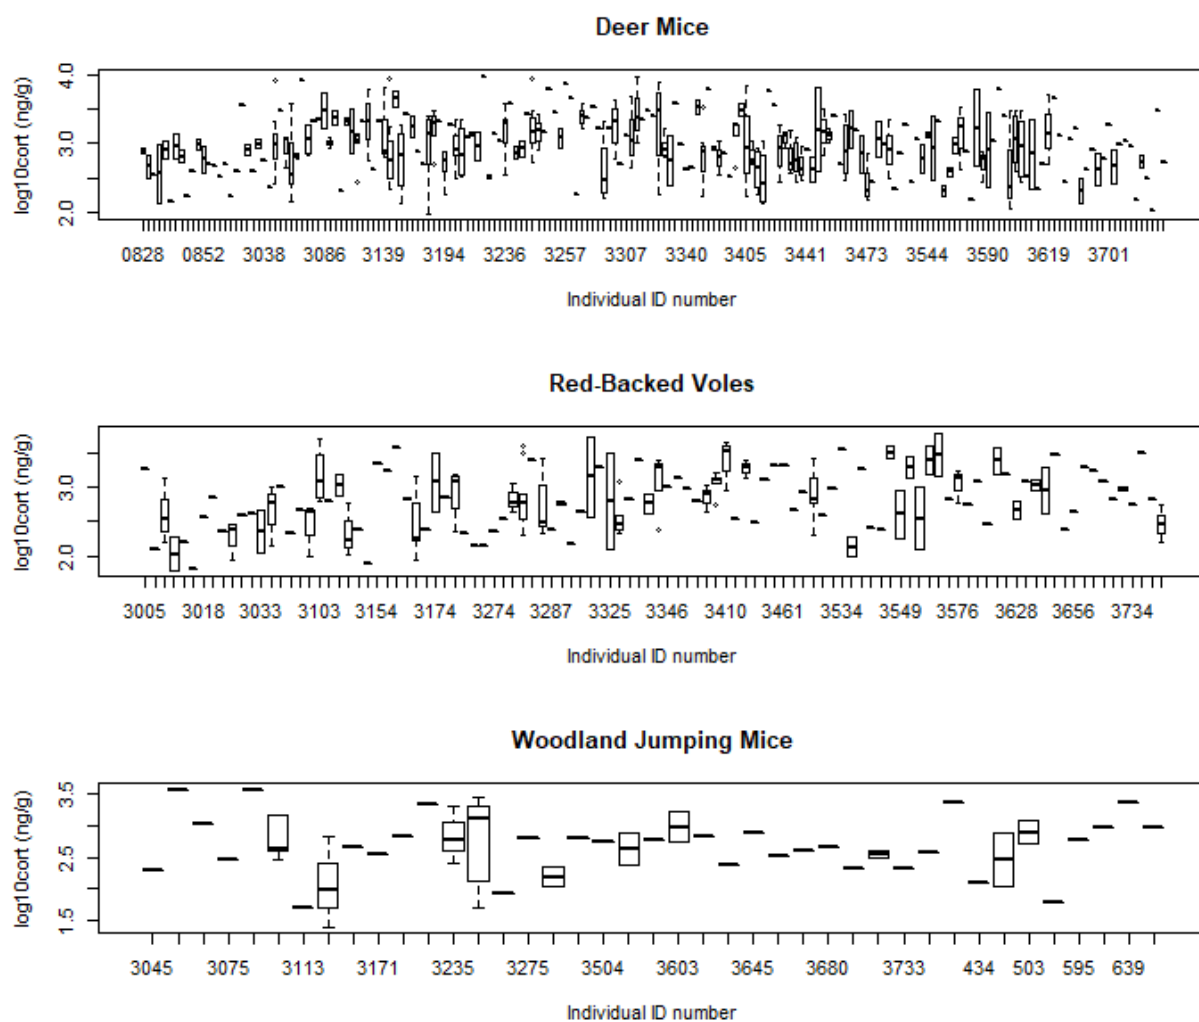 Deer Mice
log10cort (ng/g)
4.0
3.0
2.0
0828 0852 3038 3086 3139 3194 3236 3257 3307 3340 3405 3441 3473 3544 3590 3619 3701
Individual ID number
Red-Backed Voles
log10cort (ng/g)
3.0
2.0
3005 3018 3033 3103 3154 3174 3274 3287 3325 3346 3410 3461 3534 3549 3576 3628 3656 3734
Individual ID number
Woodland Jumping Mice
log10cort (ng/g)
3.5
2.5
1.5
3045 3075 3113 3171 3235 3275 3504 3603 3645 3680 3733 434 503 595 639
Individual ID number